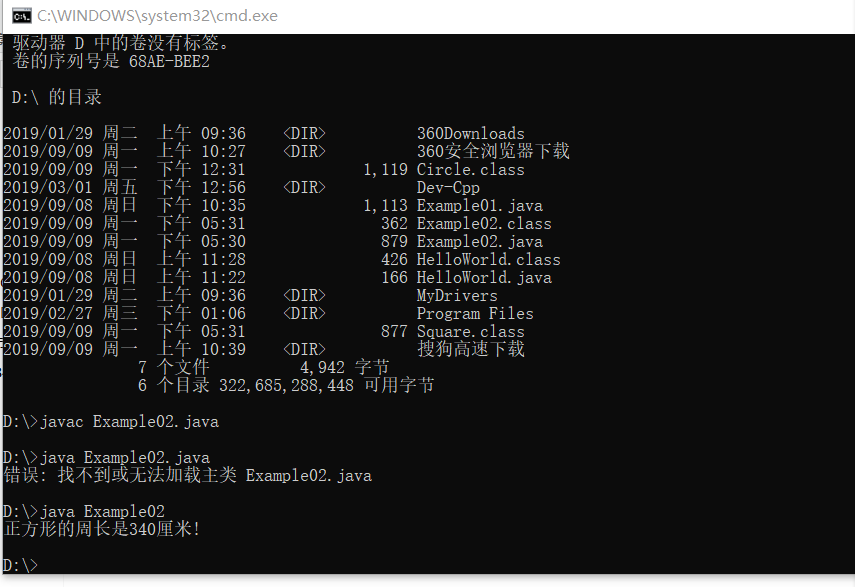 C:\WINDOWS\system32\cmd.exe
驱动器 D 中的卷没有标签。
卷的序列号是 68AE-BEE2
D:\ 的目录
2019/01/29 周二 上午 09:36 <DIR> 360Downloads
2019/09/09 周一 上午 10:27 <DIR> 360安全浏览器下载
2019/09/09 周一 下午 12:31 1,119 Circle.class
2019/03/01 周五 下午 12:56 <DIR> Dev-Cpp
2019/09/08 周日 下午 10:35 1,113 Example01.java
2019/09/09 周一 下午 05:31 362 Example02.class
2019/09/09 周一 下午 05:30 879 Example02.java
2019/09/08 周日 上午 11:28 426 HelloWorld.class
2019/09/08 周日 上午 11:22 166 HelloWorld.java
2019/01/29 周二 上午 09:36 <DIR> MyDrivers
2019/02/27 周三 下午 01:06 <DIR> Program Files
2019/09/09 周一 下午 05:31 877 Square.class
2019/09/09 周一 上午 10:39 <DIR> 搜狗高速下载
7 个文件 4,942 字节
6 个目录 322,685,288,448 可用字节
D:\>javac Example02.java
D:\>java Example02.java
错误: 找不到或无法加载主类 Example02.java
D:\>java Example02
正方形的周长是340厘米!
D:\>